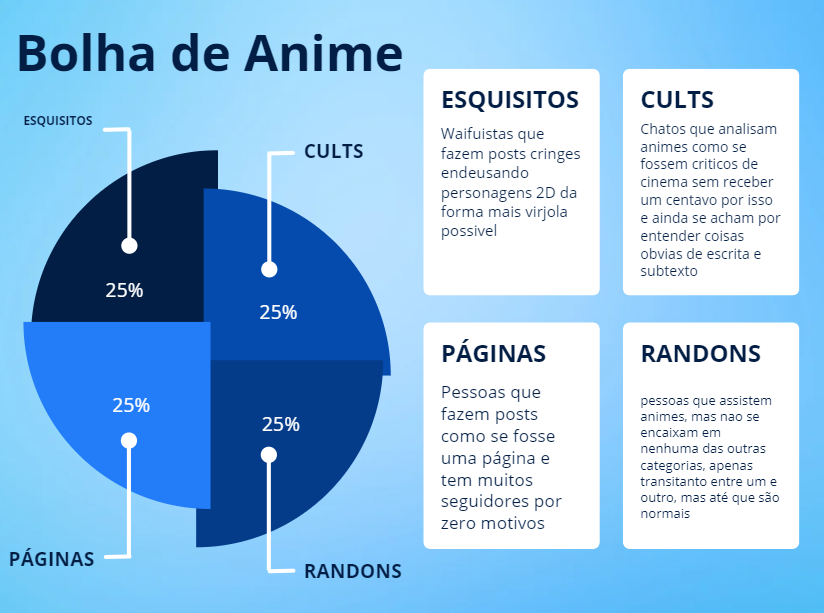 Bolha de Anime
ESQUISITOS
CULTS
25%
25%
25%
25%
PÁGINAS
RANDONS
ESQUISITOS
Waifuistas que
fazem posts cringes
endeusando
personagens 2D da
forma mais virjola
possivel
CULTS
Chatos que analisam
animes como se
fossem criticos de
cinema sem receber
um centavo por isso
e ainda se acham por
entender coisas
obvias de escrita e
subtexto
PÁGINAS
Pessoas que
fazem posts
como se fosse
uma página e
tem muitos
seguidores por
zero motivos
RANDONS
pessoas que assistem
animes, mas nao se
encaixam em
nenhuma das outras
categorias, apenas
transitanto entre um e
outro, mas até que são
normais